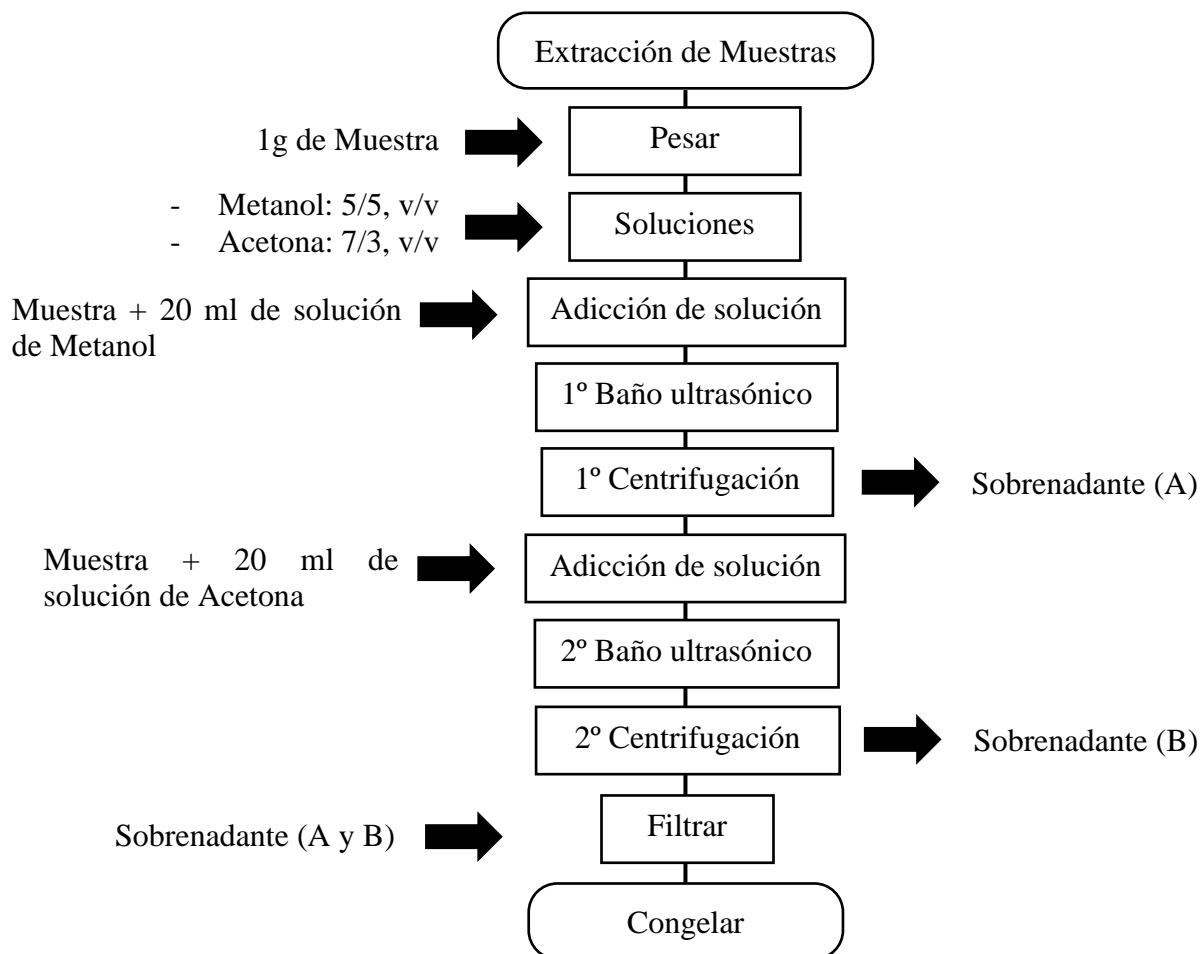 Extracción de Muestras
1g de Muestra
Pesar
- Metanol: 5/5, v/v
- Acetona: 7/3, v/v
Soluciones
Muestra + 20 ml de solución
de Metanol
Adicción de solución
1º Baño ultrasónico
1º Centrifugación
Sobrenadante (A)
Muestra + 20 ml de
solución de Acetona
Adicción de solución
2º Baño ultrasónico
2º Centrifugación
Sobrenadante (B)
Sobrenadante (A y B)
Filtrar
Congelar